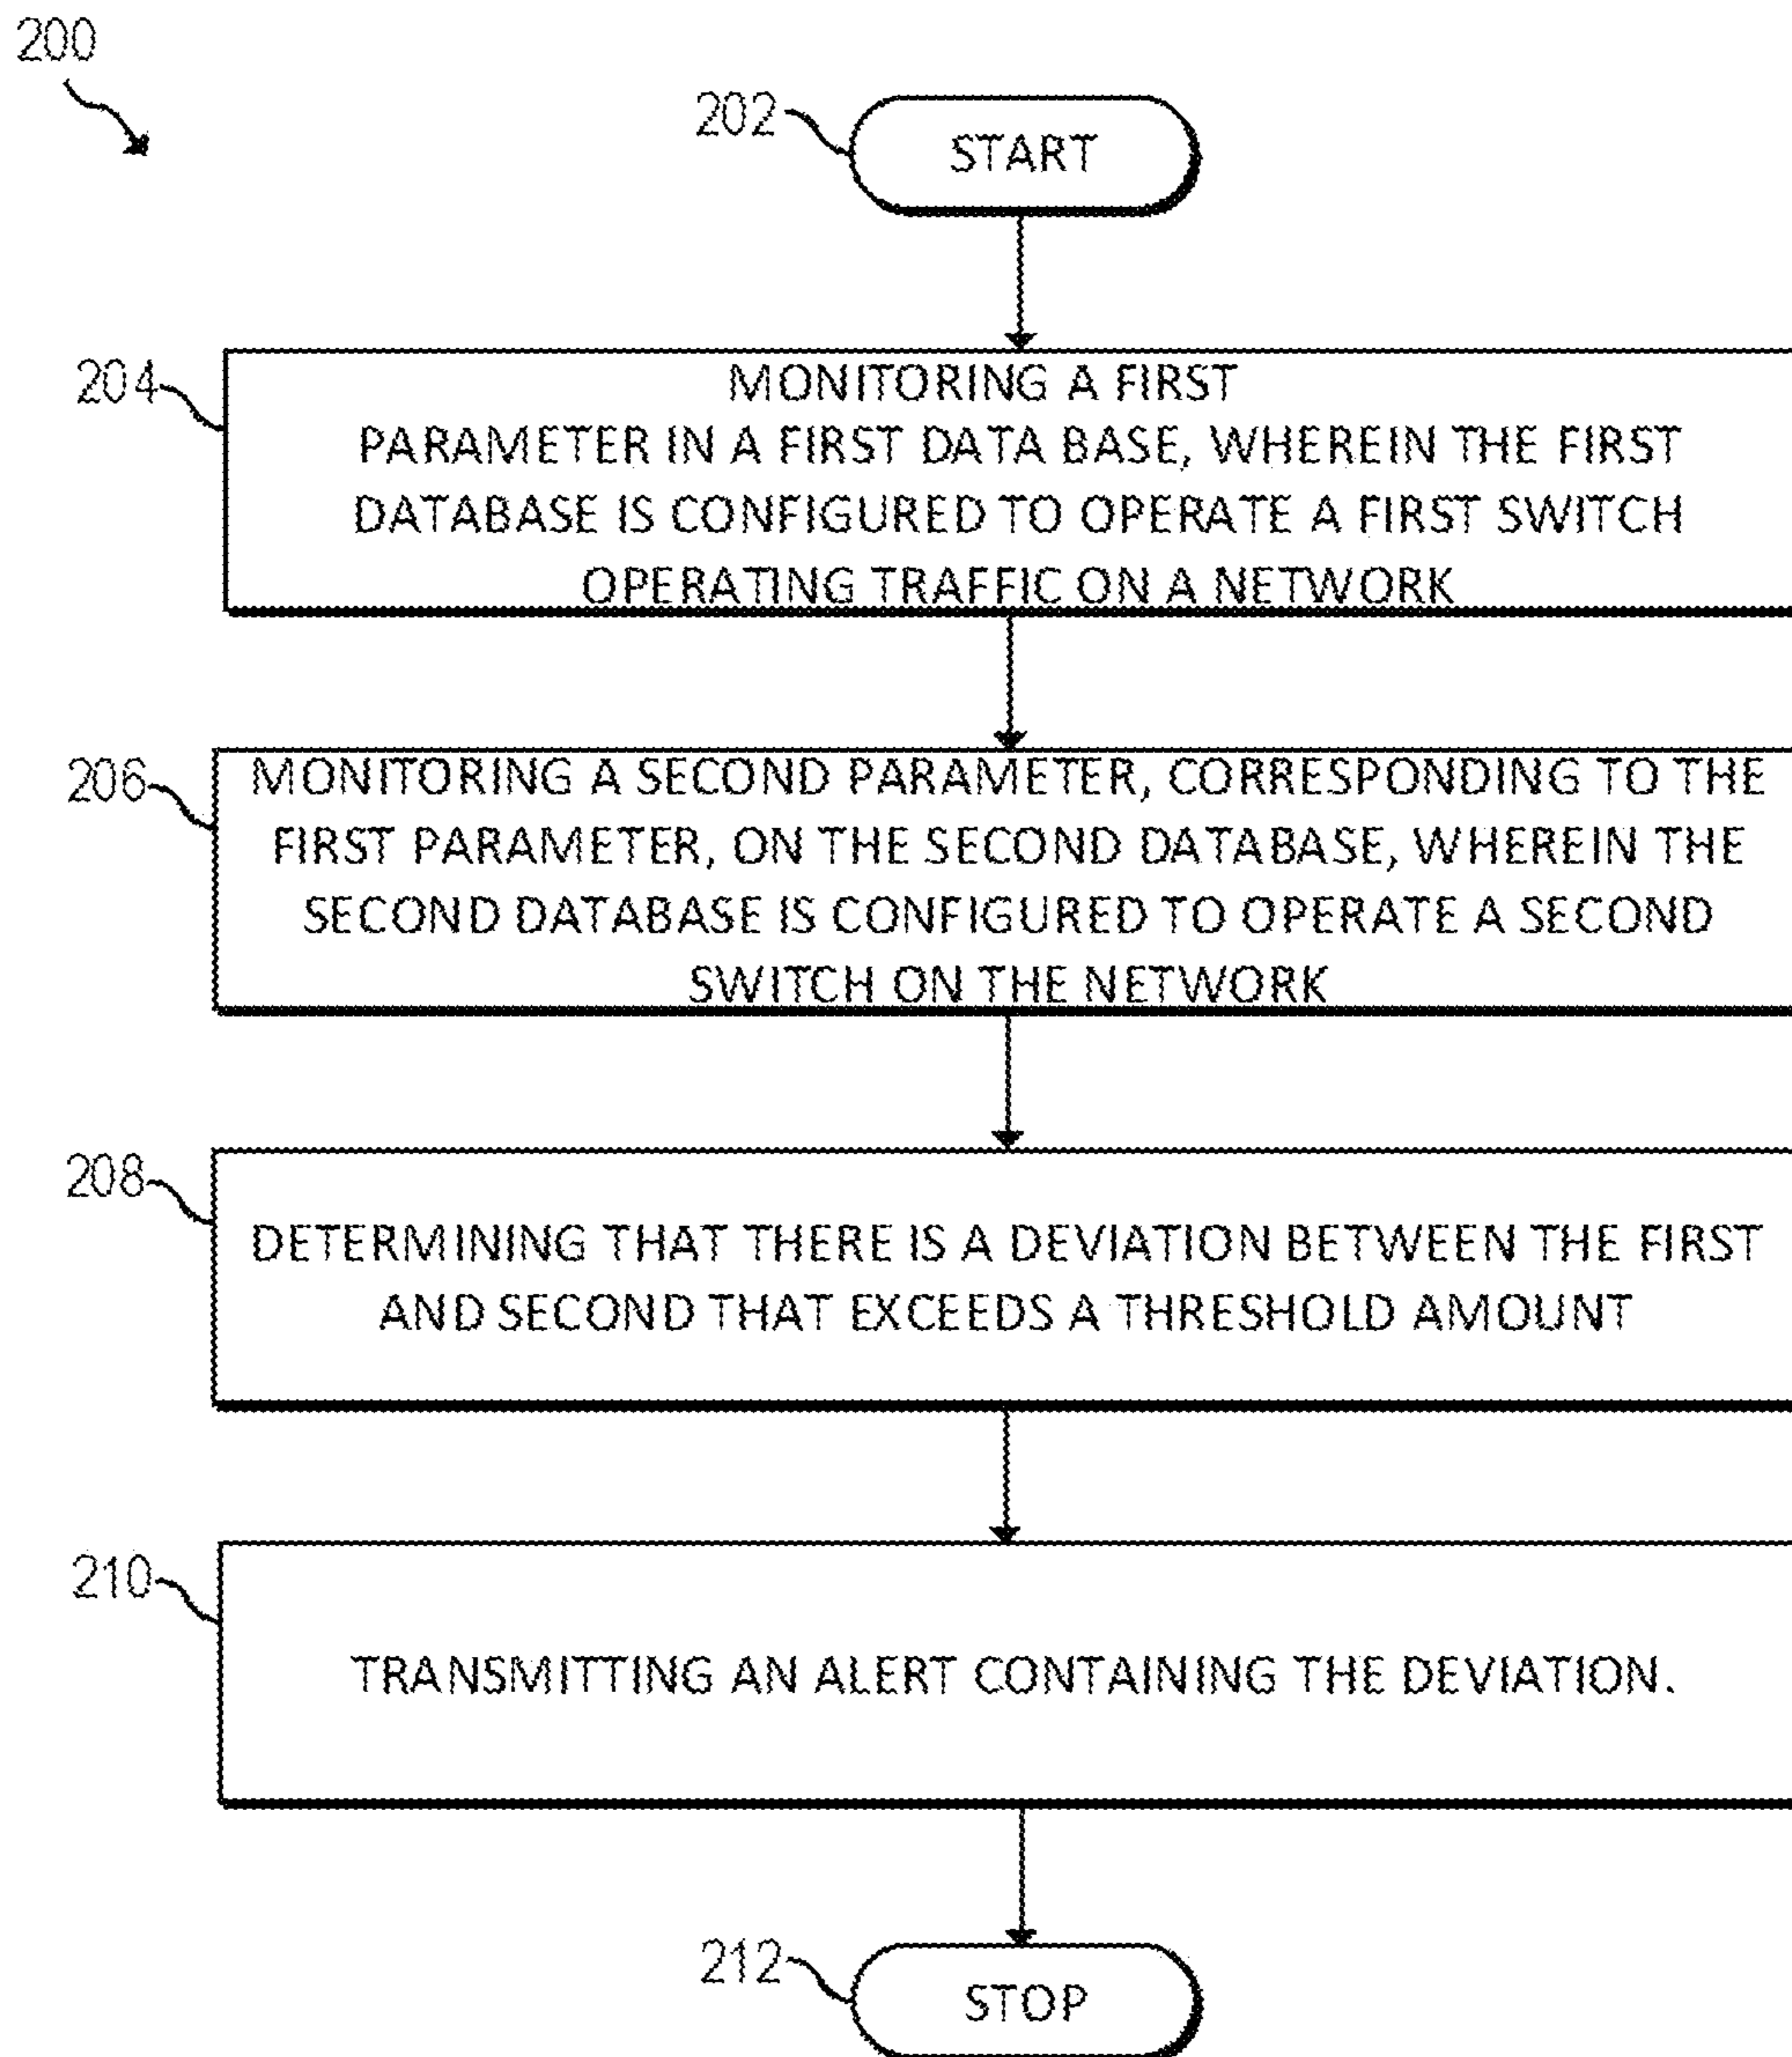 200
202
START
204
MONITORING A FIRST
PARAMETER IN A FIRST DATA BASE, WHEREIN THE FIRST
DATABASE IS CONFIGURED TO OPERATE A FIRST SWITCH
OPERATING TRAFFIC ON A NETWORK
206
MONITORING A SECOND PARAMETER, CORRESPONDING TO THE
FIRST PARAMETER, ON THE SECOND DATABASE, WHEREIN THE
SECOND DATABASE IS CONFIGURED TO OPERATE A SECOND
SWITCH ON THE NETWORK
208
DETERMINING THAT THERE IS A DEVIATION BETWEEN THE FIRST
AND SECOND THAT EXCEEDS A THRESHOLD AMOUNT
210
TRANSMITTING AN ALERT CONTAINING THE DEVIATION.
212
STOP